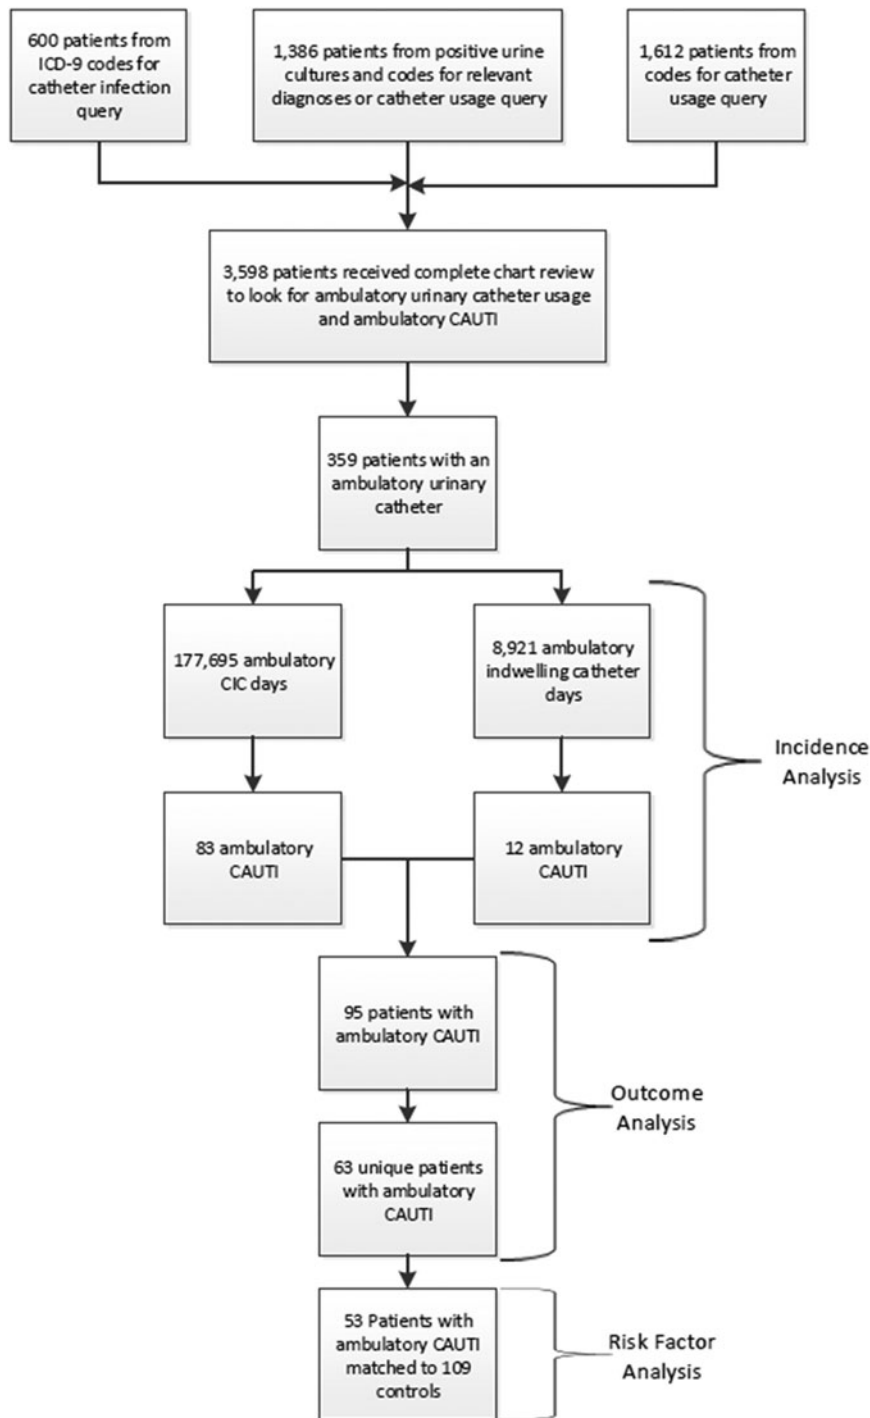 600 patients from
ICD-9 codes for
catheter infection
query
1,386 patients from positive urine
cultures and codes for relevant
diagnoses or catheter usage query
1,612 patients from
codes for catheter
usage query
3,598 patients received complete chart review
to look for ambulatory urinary catheter usage
and ambulatory CAUTI
359 patients with an
ambulatory urinary
catheter
177,695 ambulatory
CIC days
8,921 ambulatory
indwelling catheter
days
83 ambulatory
CAUTI
12 ambulatory
CAUTI
Incidence
Analysis
95 patients with
ambulatory CAUTI
63 unique patients
with ambulatory
CAUTI
Outcome
Analysis
53 Patients with
ambulatory CAUTI
matched to 109
controls
Risk Factor
Analysis